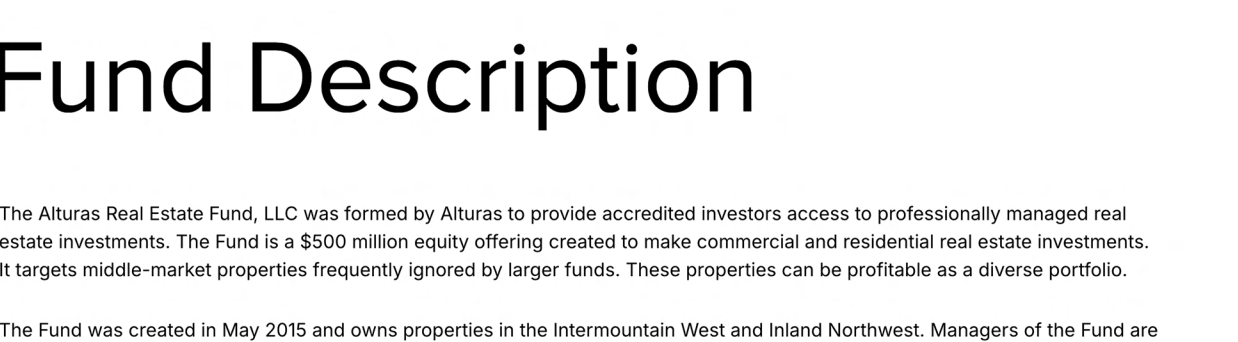 Fund Description
The Alturas Real Estate Fund, LLC was formed by Alturas to provide accredited investors access to professionally managed real
estate investments. The Fund is a $500 million equity offering created to make commercial and residential real estate investments.
It targets middle-market properties frequently ignored by larger funds. These properties can be profitable as a diverse portfolio.
The Fund was created in May 2015 and owns properties in the Intermountain West and Inland Northwest. Managers of the Fund are